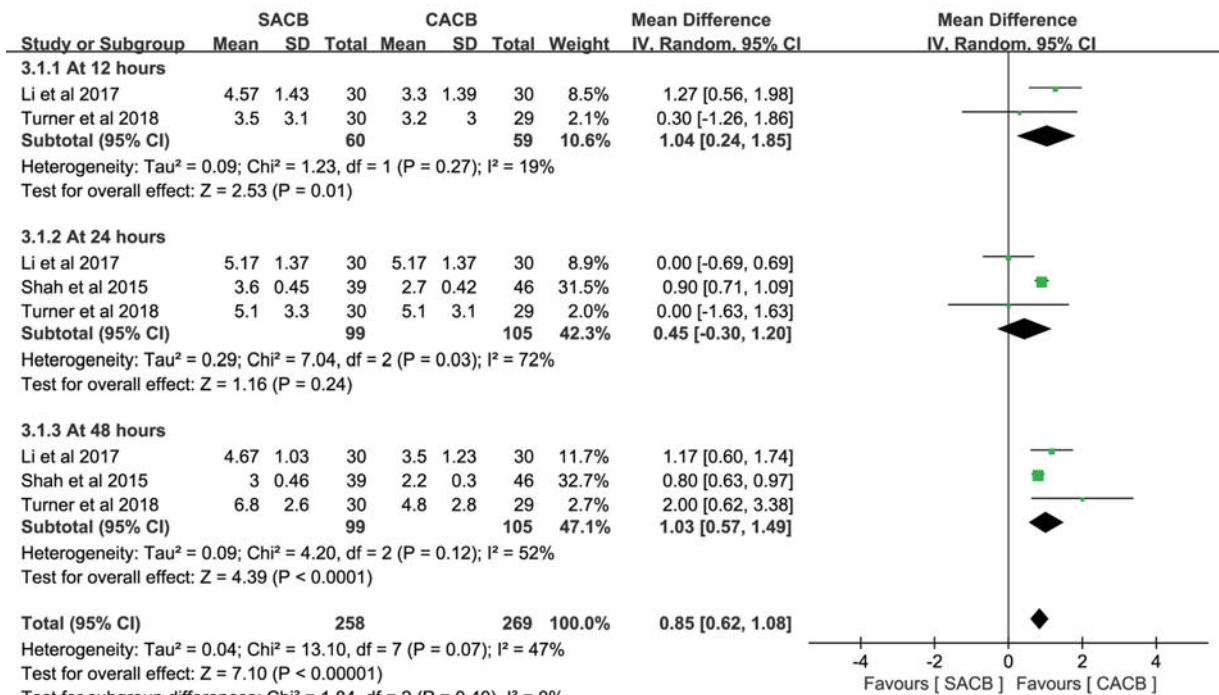 SACB CACB Mean Difference Mean Difference
Study or Subgroup Mean SD Total Mean SD Total Weight IV, Random, 95% CI IV, Random, 95% CI
3.1.1 At 12 hours
Li et al 2017 4.57 1.43 30 3.3 1.39 30 8.5% 1.27 [0.56, 1.98]
Turner et al 2018 3.5 3.1 30 3.2 3 29 2.1% 0.30 [-1.26, 1.86]
Subtotal (95% CI) 60 59 10.6% 1.04 [0.24, 1.85]
Heterogeneity: Tau² = 0.09; Chi² = 1.23, df = 1 (P = 0.27); I² = 19%
Test for overall effect: Z = 2.53 (P = 0.01)
3.1.2 At 24 hours
Li et al 2017 5.17 1.37 30 5.17 1.37 30 8.9% 0.00 [-0.69, 0.69]
Shah et al 2015 3.6 0.45 39 2.7 0.42 46 31.5% 0.90 [0.71, 1.09]
Turner et al 2018 5.1 3.3 30 5.1 3.1 29 2.0% 0.00 [-1.63, 1.63]
Subtotal (95% CI) 99 105 42.3% 0.45 [-0.30, 1.20]
Heterogeneity: Tau² = 0.29; Chi² = 7.04, df = 2 (P = 0.03); I² = 72%
Test for overall effect: Z = 1.16 (P = 0.24)
3.1.3 At 48 hours
Li et al 2017 4.67 1.03 30 3.5 1.23 30 11.7% 1.17 [0.60, 1.74]
Shah et al 2015 3 0.46 39 2.2 0.3 46 32.7% 0.80 [0.63, 0.97]
Turner et al 2018 6.8 2.6 30 4.8 2.8 29 2.7% 2.00 [0.62, 3.38]
Subtotal (95% CI) 99 105 47.1% 1.03 [0.57, 1.49]
Heterogeneity: Tau² = 0.09; Chi² = 4.20, df = 2 (P = 0.12); I² = 52%
Test for overall effect: Z = 4.39 (P < 0.0001)
Total (95% CI) 258 269 100.0% 0.85 [0.62, 1.08]
Heterogeneity: Tau² = 0.04; Chi² = 13.10, df = 7 (P = 0.07); I² = 47%
Test for overall effect: Z = 7.10 (P < 0.00001)
-4 -2 0 2 4
Favours [ SACB ] Favours [ CACB ]
Test for subgroup differences: Chi² = 1.84, df = 2 (P = 0.40), I² = 0%